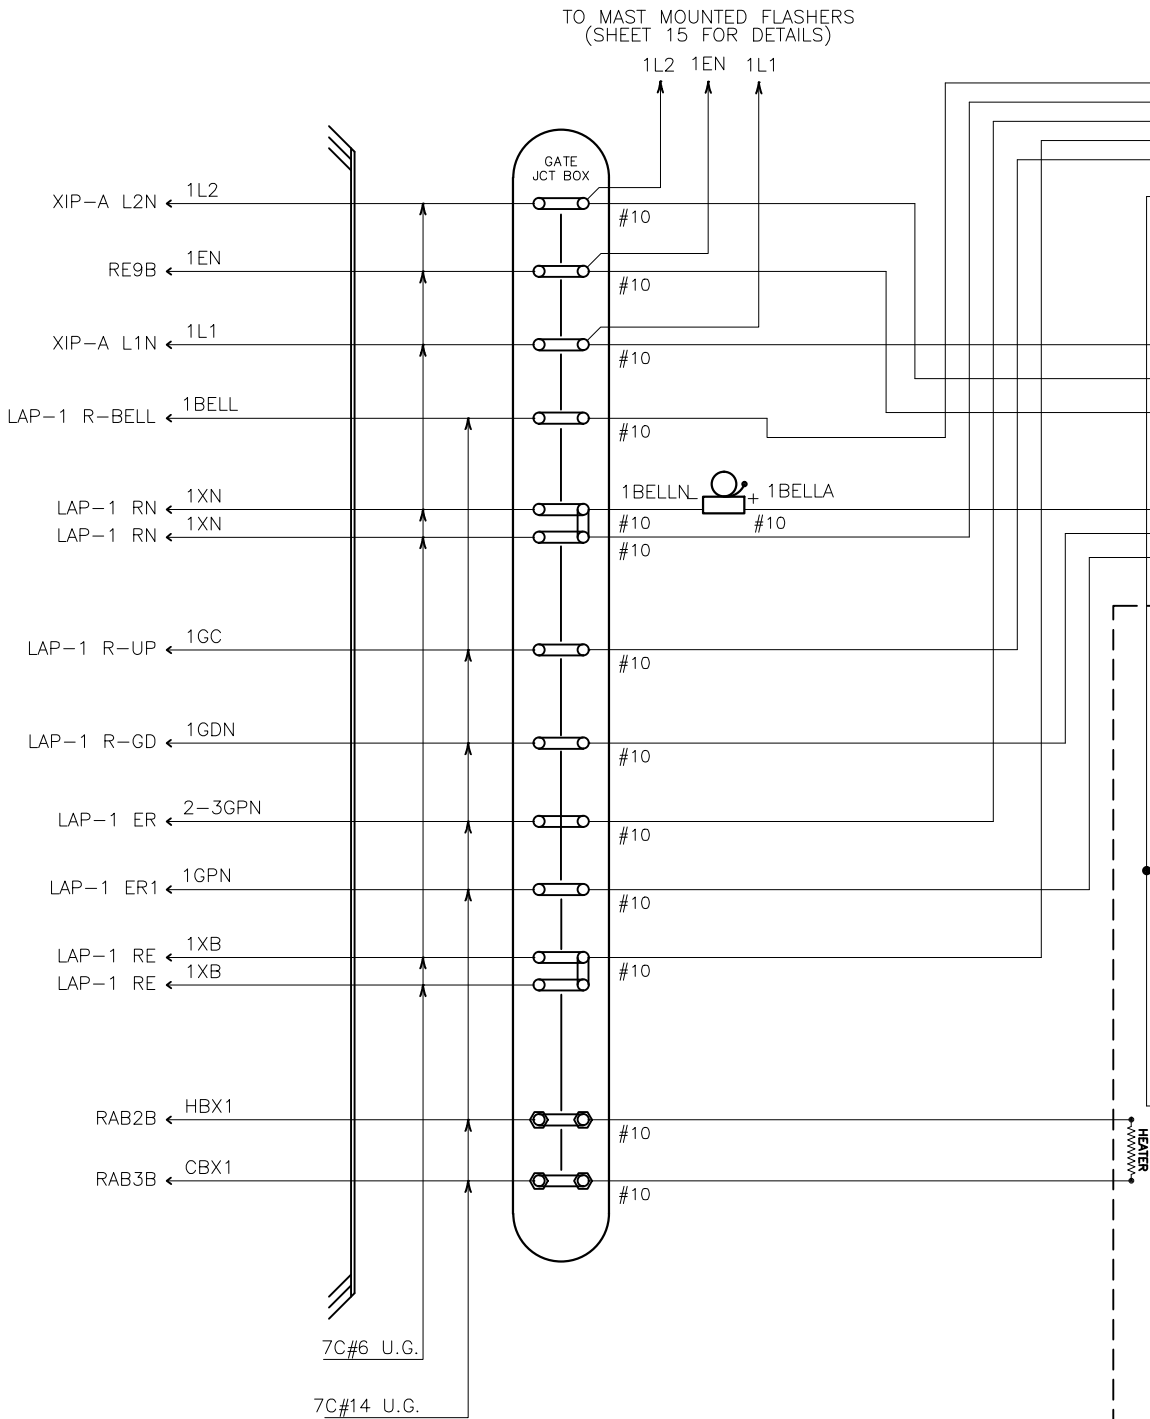 TO MAST MOUNTED FLASHERS
(SHEET 15 FOR DETAILS)
1L2 1EN 1L1
GATE
JCT BOX
XIP-A L2N 1L2 #10
RE9B 1EN #10
XIP-A L1N 1L1 #10
LAP-1 R-BELL 1BELL #10
LAP-1 RN 1XN #10 1BELLN - + 1BELLA #10
LAP-1 RN 1XN #10
LAP-1 R-UP 1GC #10
LAP-1 R-GD 1GDN #10
LAP-1 ER 2-3GPN #10
LAP-1 ER1 1GPN #10
LAP-1 RE 1XB #10
LAP-1 RE 1XB
RAB2B HBX1 #10
HEATER
RAB3B CBX1 #10
7C#6 U.G.
7C#14 U.G.